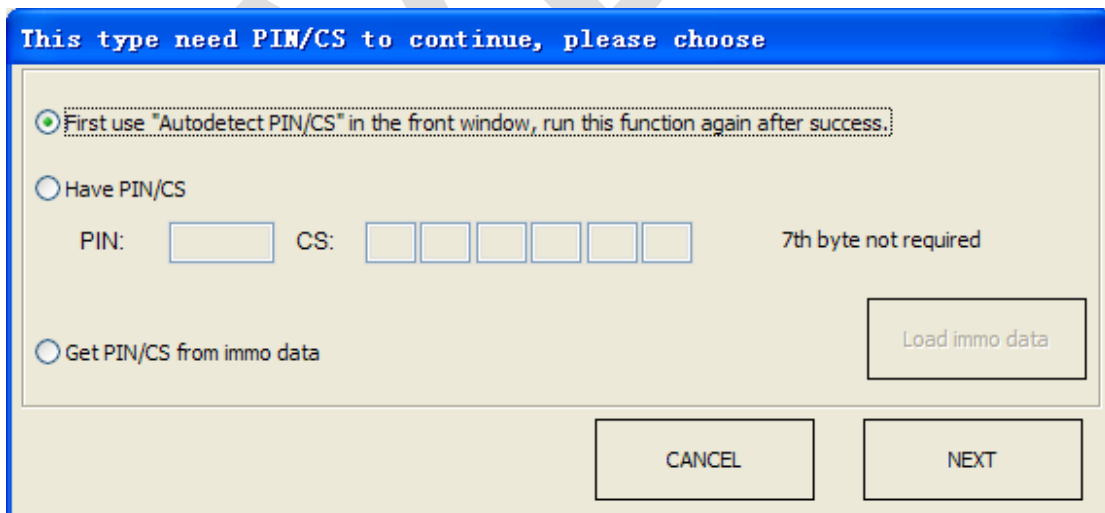 This type need PIN/CS to continue, please choose
First use "Autodetect PIN/CS" in the front window, run this function again after success.
Have PIN/CS
PIN: CS: 7th byte not required
Load immo data
Get PIN/CS from immo data
CANCEL NEXT